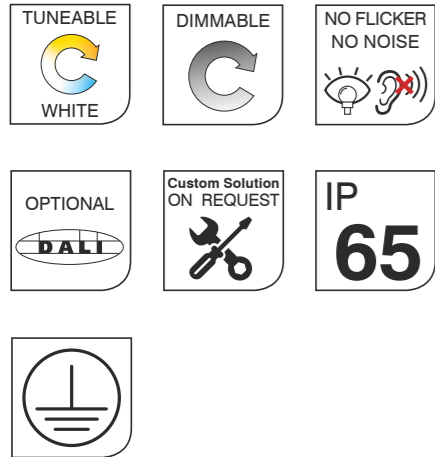 TUNEABLE
WHITE
DIMMABLE
NO FLICKER
NO NOISE
OPTIONAL
DALI
Custom Solution
ON REQUEST
IP
65